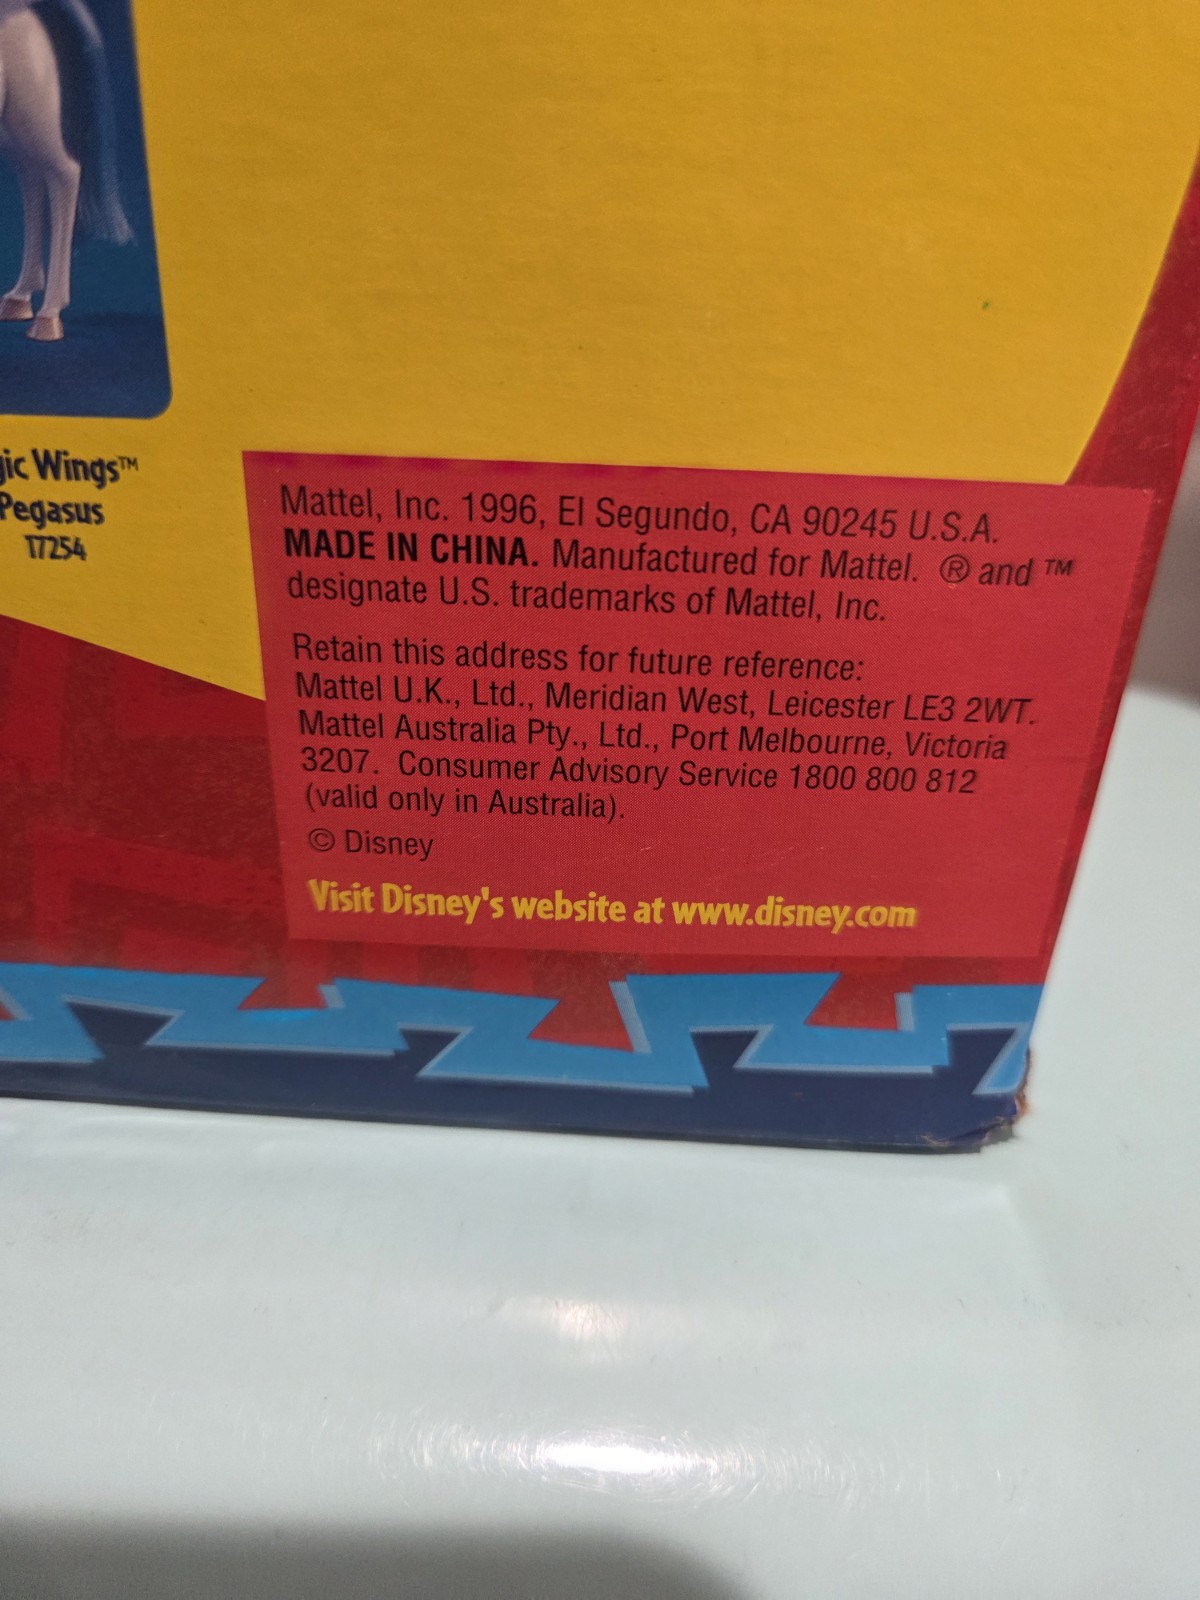 Wings™
Pegasus
17254
Mattel, Inc. 1996, El Segundo, CA 90245 U.S.A.
MADE IN CHINA. Manufactured for Mattel. ® and ™
designate U.S. trademarks of Mattel, Inc.
Retain this address for future reference:
Mattel U.K., Ltd., Meridian West, Leicester LE3 2WT.
Mattel Australia Pty., Ltd., Port Melbourne, Victoria
3207. Consumer Advisory Service 1800 800 812
(valid only in Australia).
© Disney
Visit Disney's website at www.disney.com